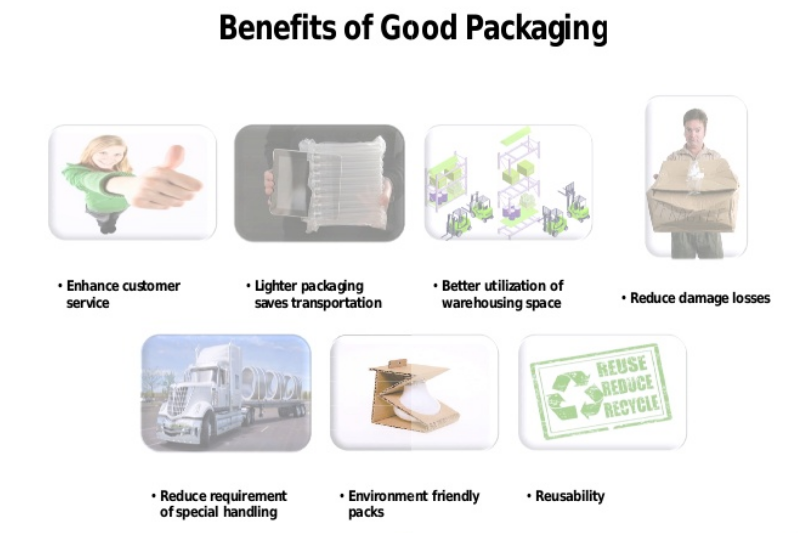 Benefits of Good Packaging
• Enhance customer
service
• Lighter packaging
saves transportation
• Better utilization of
warehousing space
• Reduce damage losses
REUSE
REDUCE
RECYCLE
• Reduce requirement
of special handling
• Environment friendly
packs
• Reusability